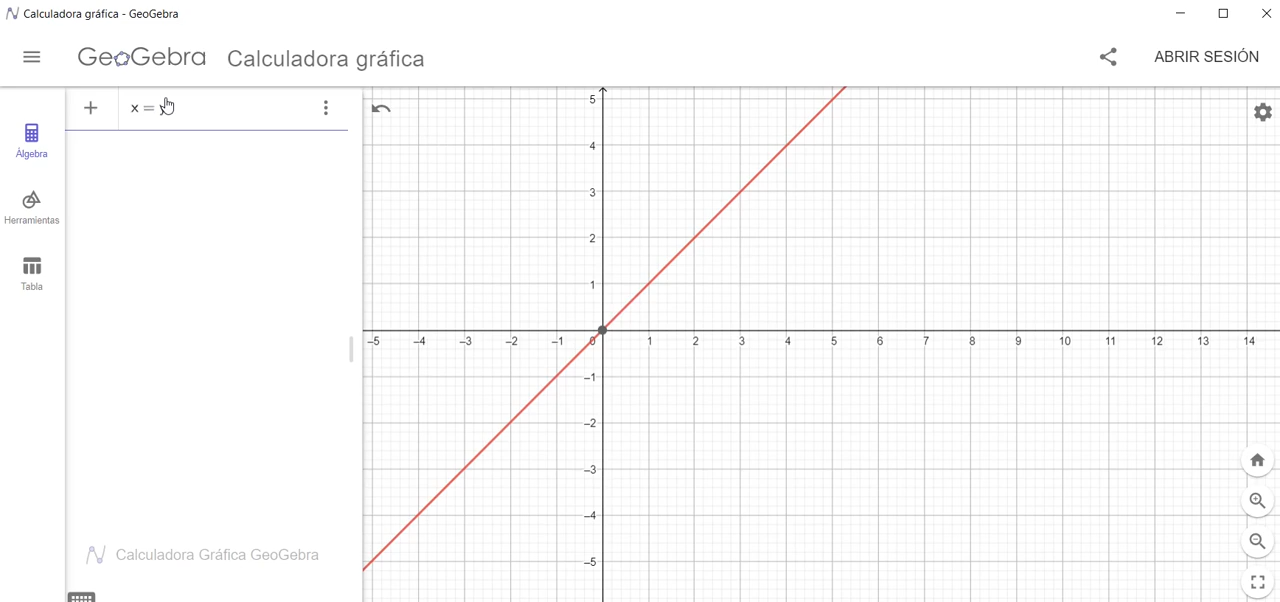 Calculadora gráfica - GeoGebra
GeoGebra Calculadora gráfica
ABRIR SESIÓN
x =
Álgebra
Herramientas
Tabla
5
4
3
2
1
-5 -4 -3 -2 -1 0 1 2 3 4 5 6 7 8 9 10 11 12 13 14
-1
-2
-3
-4
-5
Calculadora Gráfica GeoGebra